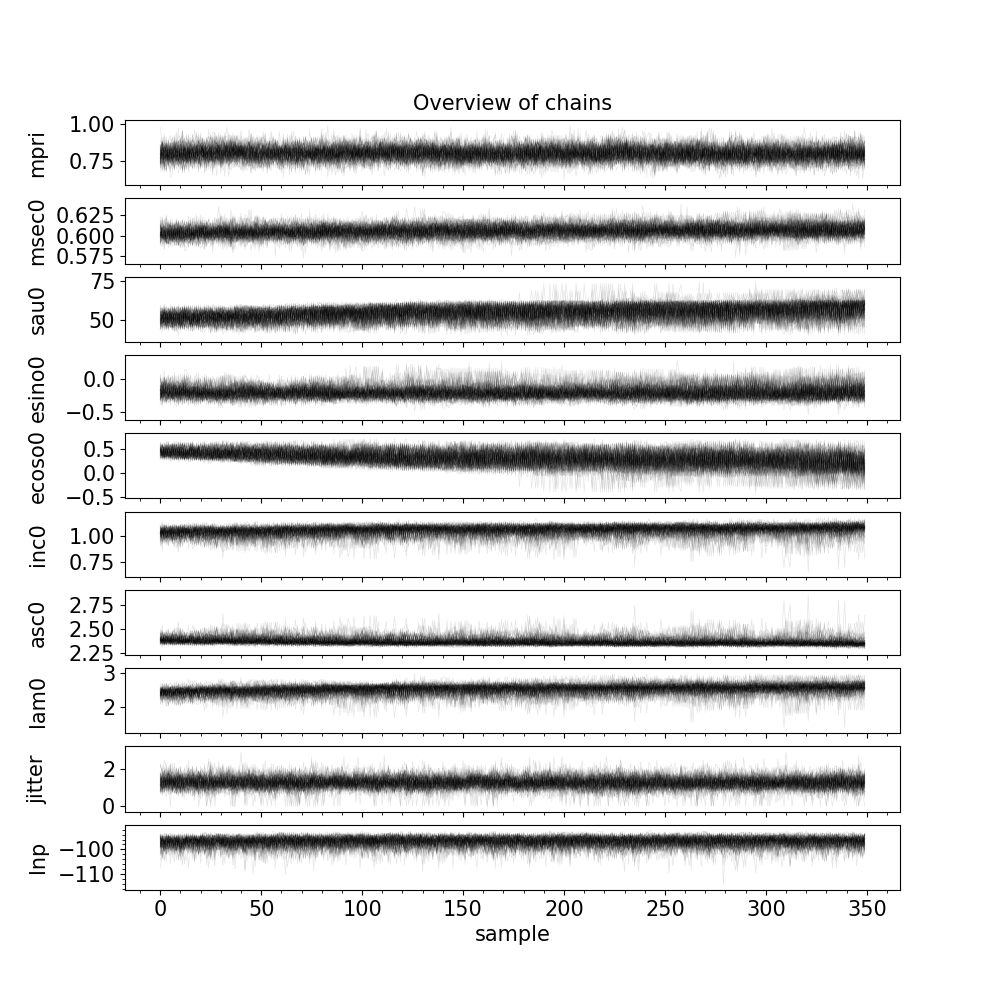 Overview of chains
mpri
1.00
0.75
msec0
0.625
0.600
0.575
sau0
75
50
esino0
0.0
−0.5
ecoso0
0.5
0.0
−0.5
inc0
1.00
0.75
asc0
2.75
2.50
2.25
lam0
3
2
jitter
2
0
lnp
−100
−110
0 50 100 150 200 250 300 350
sample